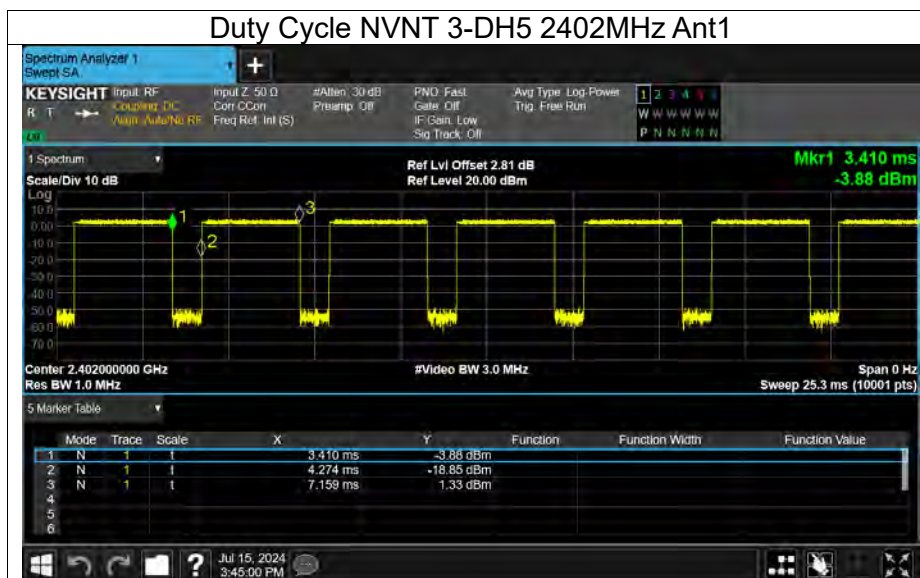 Duty Cycle NVNT 3-DH5 2402MHz Ant1
Spectrum Analyzer 1
Swept SA
+
KEYSIGHT Input: RF Input Z: 50 Ω #Atten: 30 dB PNO: Fast Avg Type: Log-Power 1 2 3 4 5 6
R T Coupling: DC Corr CCorr Preamp: Off Gate: Off Trig: Free Run W W W W W W
Align: Auto/No RF Freq Ref: Int (S) IF Gain: Low P N N N N N
Sig Track: Off
1 Spectrum Ref Lvl Offset 2.81 dB Mkr1 3.410 ms
Scale/Div 10 dB Ref Level 20.00 dBm -3.88 dBm
Log
10.0
0.00
-10.0
-20.0
-30.0
-40.0
-50.0
-60.0
-70.0
1
2
3
Center 2.402000000 GHz #Video BW 3.0 MHz Span 0 Hz
Res BW 1.0 MHz Sweep 25.3 ms (10001 pts)
5 Marker Table
Mode Trace Scale X Y Function Function Width Function Value
1 N 1 t 3.410 ms -3.88 dBm
2 N 1 t 4.274 ms -18.85 dBm
3 N 1 t 7.159 ms 1.33 dBm
4
5
6
? Jul 15, 2024
3:45:00 PM